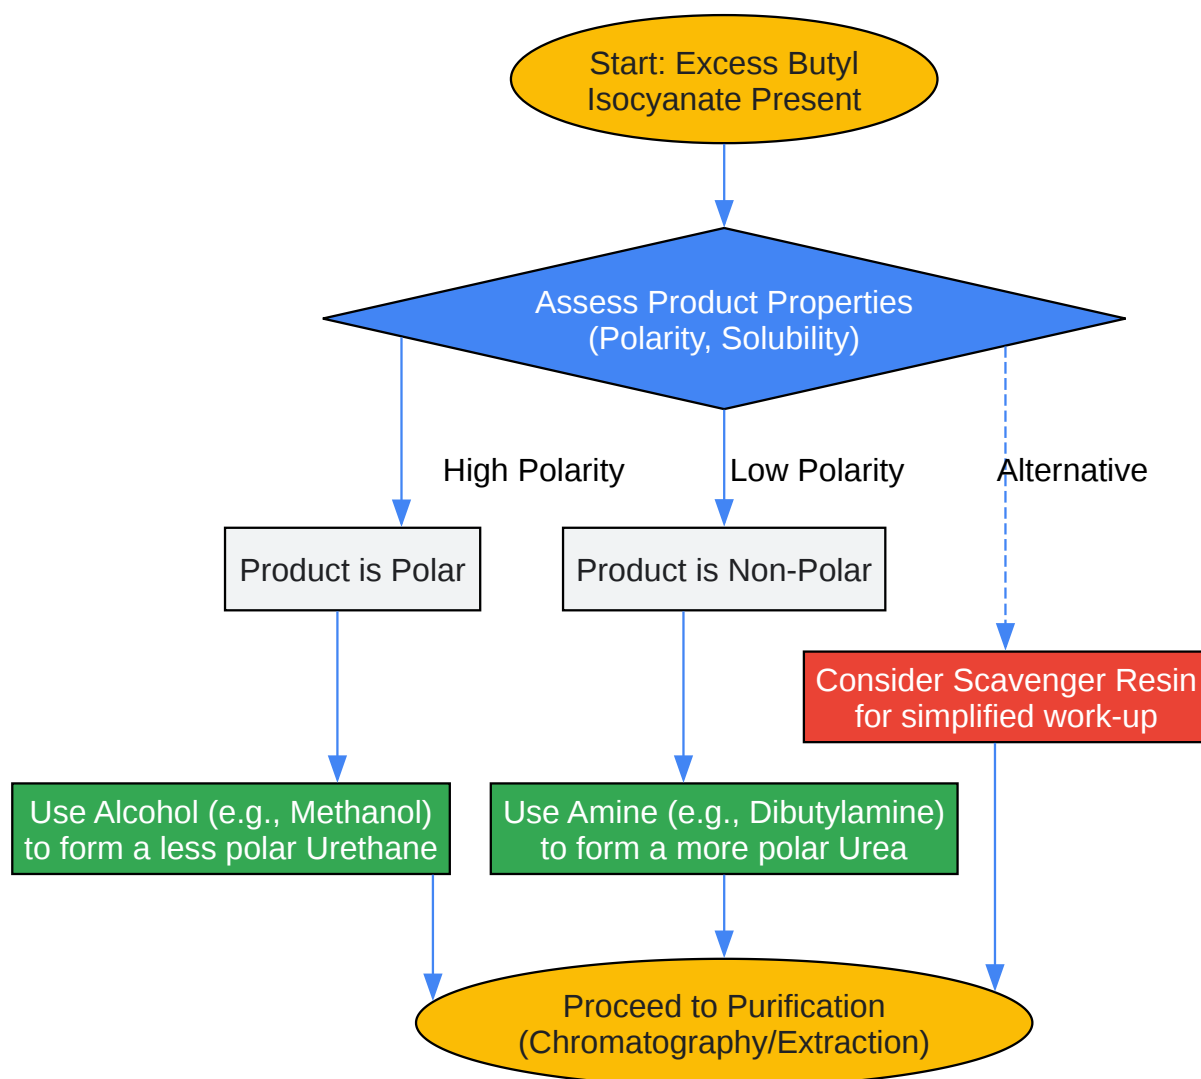 Start: Excess Butyl
Isocyanate Present
Assess Product Properties
(Polarity, Solubility)
High Polarity
Low Polarity
Alternative
Product is Polar
Product is Non-Polar
Consider Scavenger Resin
for simplified work-up
Use Alcohol (e.g., Methanol)
to form a less polar Urethane
Use Amine (e.g., Dibutylamine)
to form a more polar Urea
Proceed to Purification
(Chromatography/Extraction)